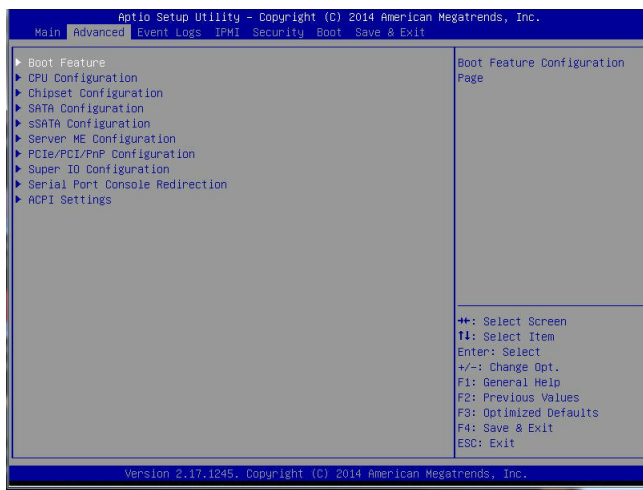 Aptio Setup Utility – Copyright (C) 2014 American Megatrends, Inc.
Main Advanced Event Logs IPMI Security Boot Save & Exit
▶ Boot Feature
▶ CPU Configuration
▶ Chipset Configuration
▶ SATA Configuration
▶ sSATA Configuration
▶ Server ME Configuration
▶ PCIe/PCI/PnP Configuration
▶ Super IO Configuration
▶ Serial Port Console Redirection
▶ ACPI Settings
Boot Feature Configuration
Page
→←: Select Screen
↑↓: Select Item
Enter: Select
+/-: Change Opt.
F1: General Help
F2: Previous Values
F3: Optimized Defaults
F4: Save & Exit
ESC: Exit
Version 2.17.1245. Copyright (C) 2014 American Megatrends, Inc.